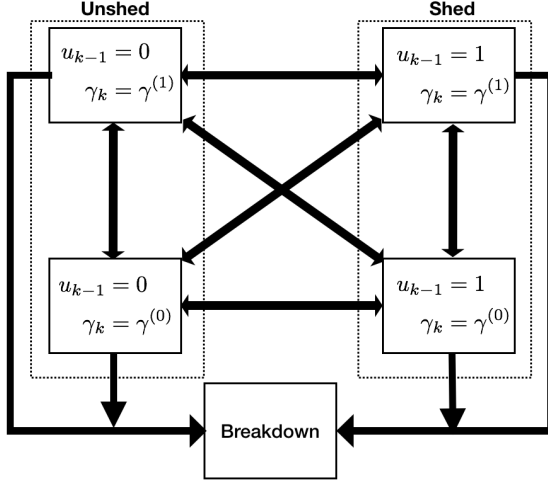 Unshed
Shed
u_{k-1} = 0
γ_k = γ^{(1)}
u_{k-1} = 1
γ_k = γ^{(1)}
u_{k-1} = 0
γ_k = γ^{(0)}
u_{k-1} = 1
γ_k = γ^{(0)}
Breakdown